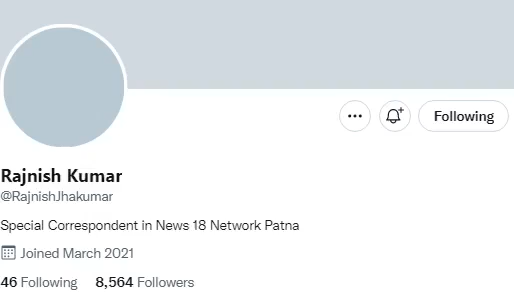 Following
Rajnish Kumar
@RajnishJhakumar
Special Correspondent in News 18 Network Patna
Joined March 2021
46 Following 8,564 Followers